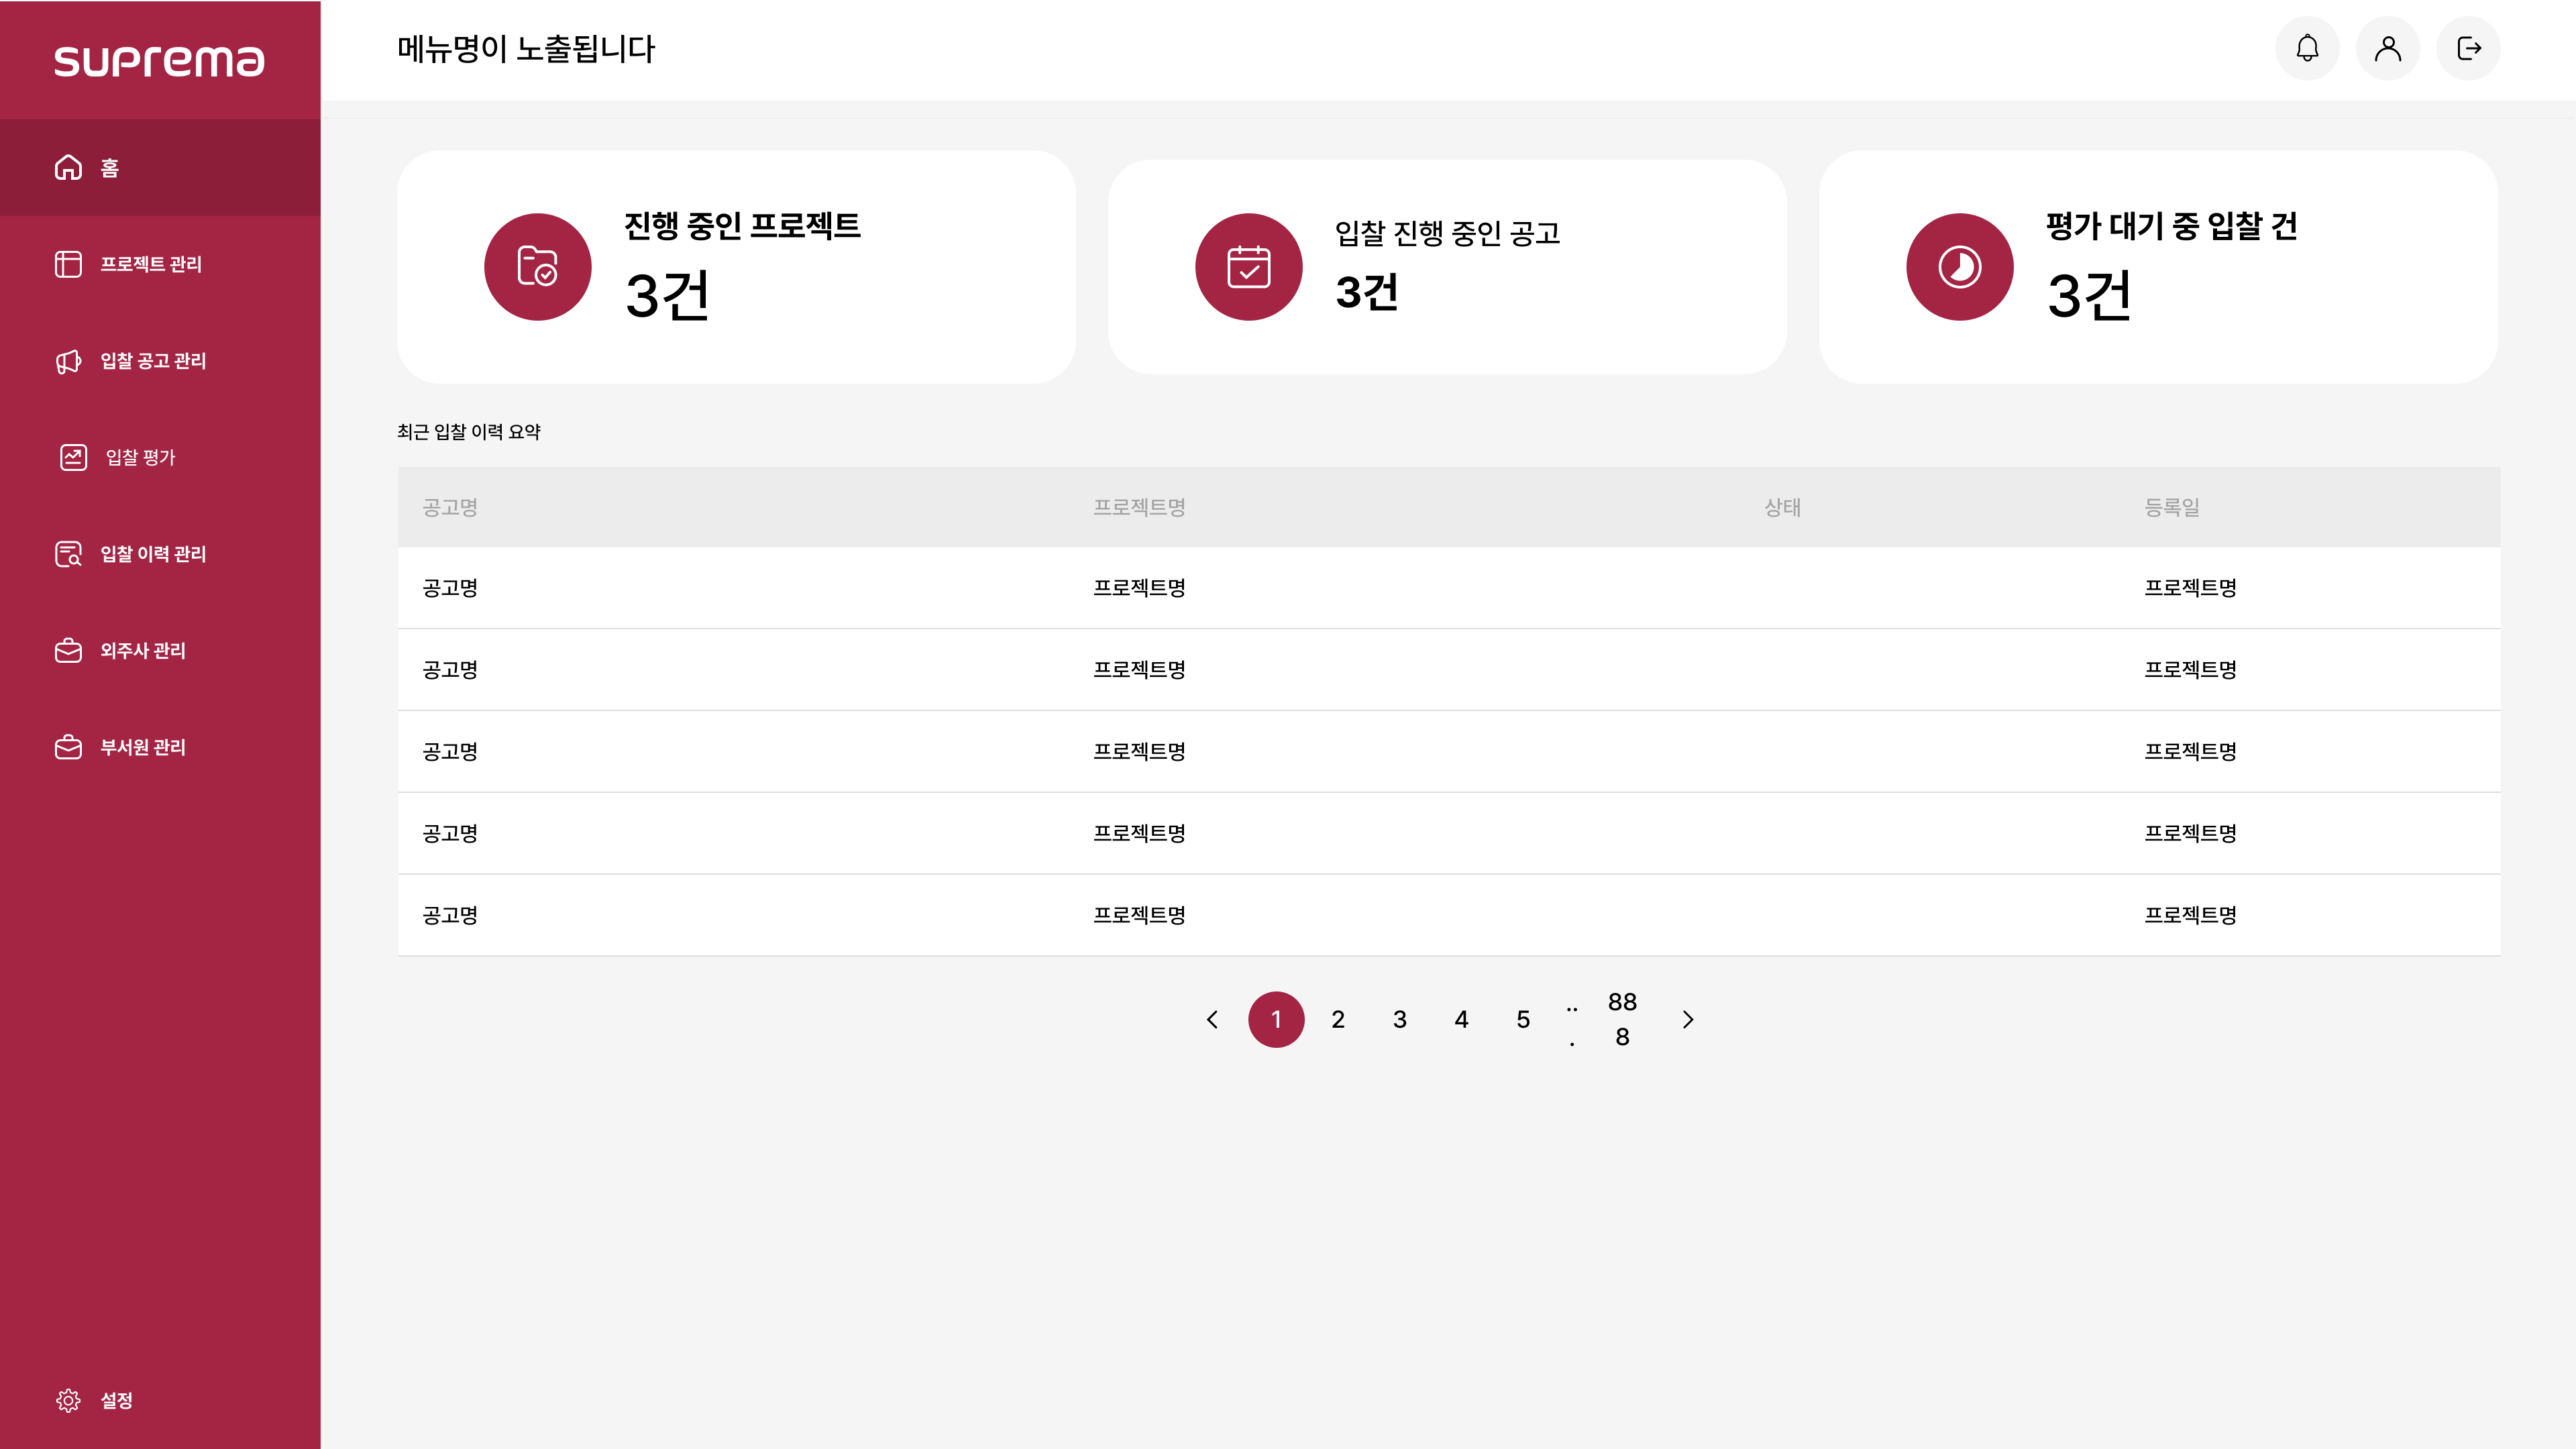 suprema
메뉴명이 노출됩니다
홈
프로젝트 관리
입찰 공고 관리
입찰 평가
입찰 이력 관리
외주사 관리
부서원 관리
설정
진행 중인 프로젝트
3건
입찰 진행 중인 공고
3건
평가 대기 중 입찰 건
3건
최근 입찰 이력 요약
공고명 프로젝트명 상태 등록일
공고명 프로젝트명 프로젝트명
공고명 프로젝트명 프로젝트명
공고명 프로젝트명 프로젝트명
공고명 프로젝트명 프로젝트명
공고명 프로젝트명 프로젝트명
1 2 3 4 5 ... 888